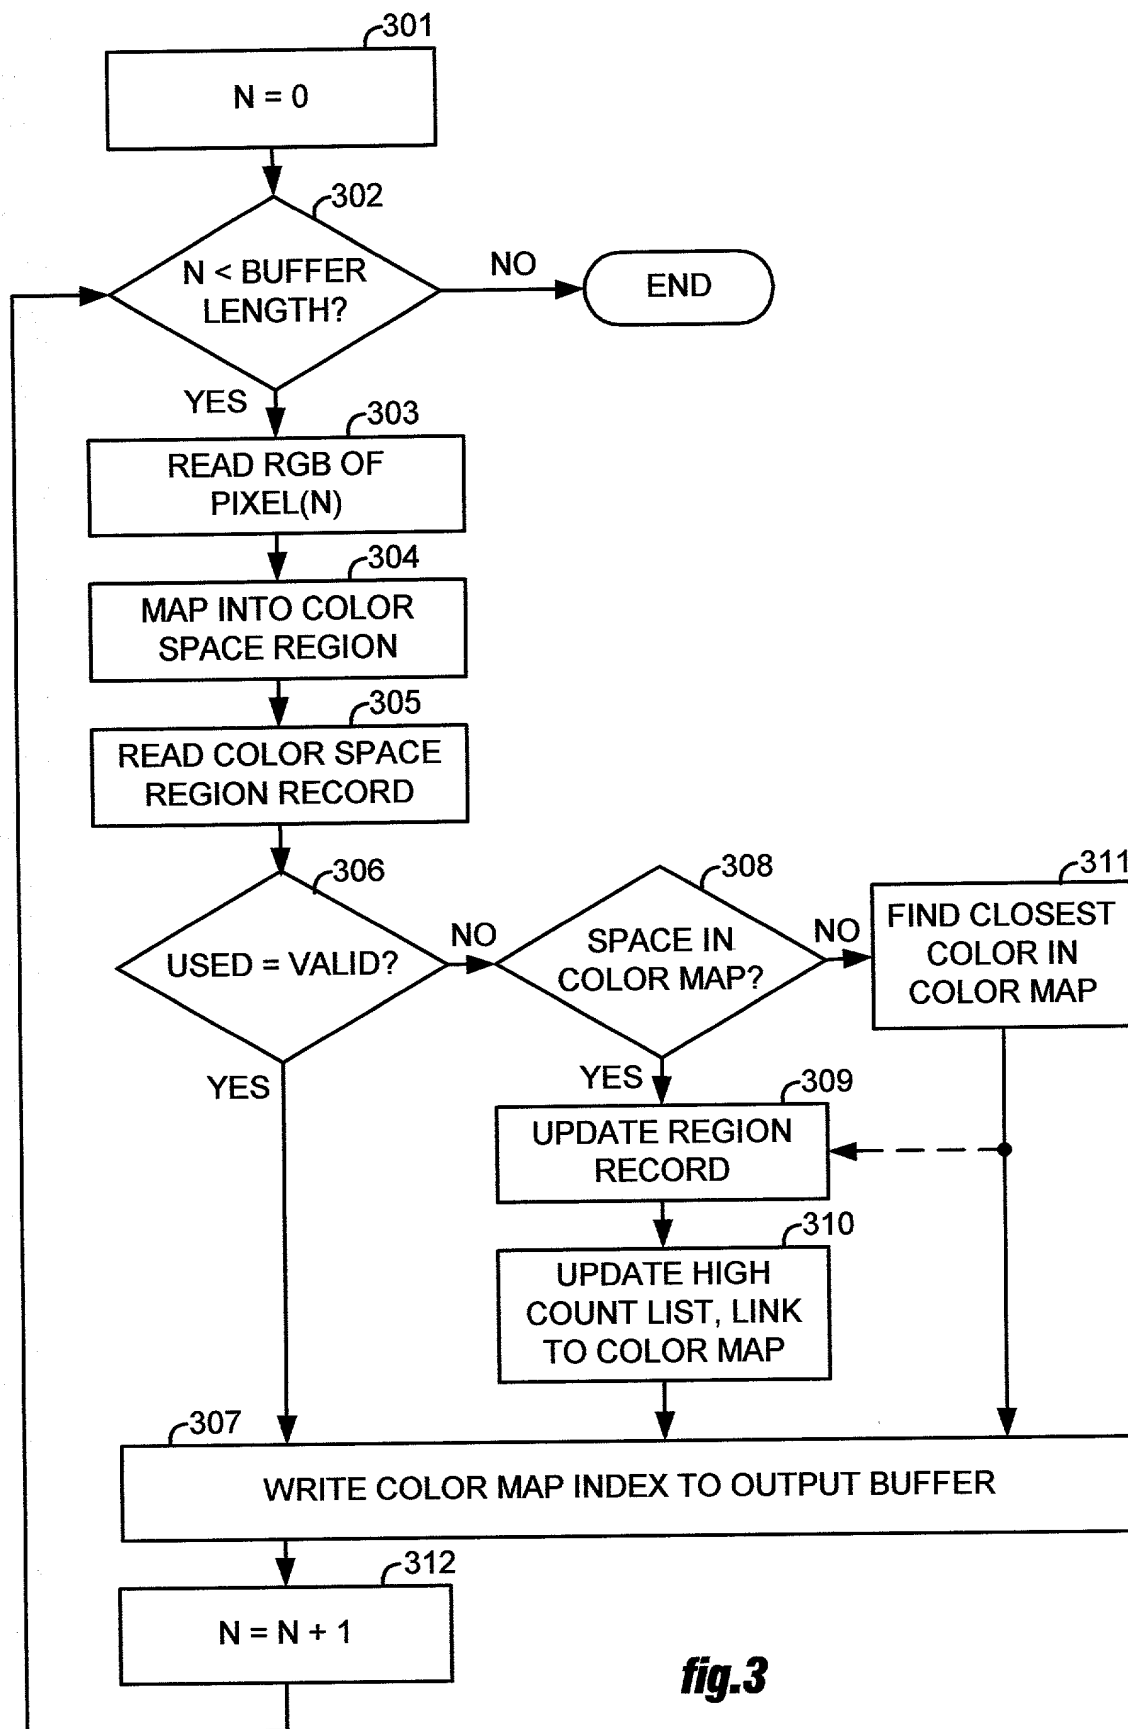 301
N = 0
302
N < BUFFER
LENGTH?
NO
END
YES
303
READ RGB OF
PIXEL(N)
304
MAP INTO COLOR
SPACE REGION
305
READ COLOR SPACE
REGION RECORD
306
USED = VALID?
NO
YES
308
SPACE IN
COLOR MAP?
NO
YES
311
FIND CLOSEST
COLOR IN
COLOR MAP
309
UPDATE REGION
RECORD
310
UPDATE HIGH
COUNT LIST, LINK
TO COLOR MAP
307
WRITE COLOR MAP INDEX TO OUTPUT BUFFER
312
N = N + 1
fig.3